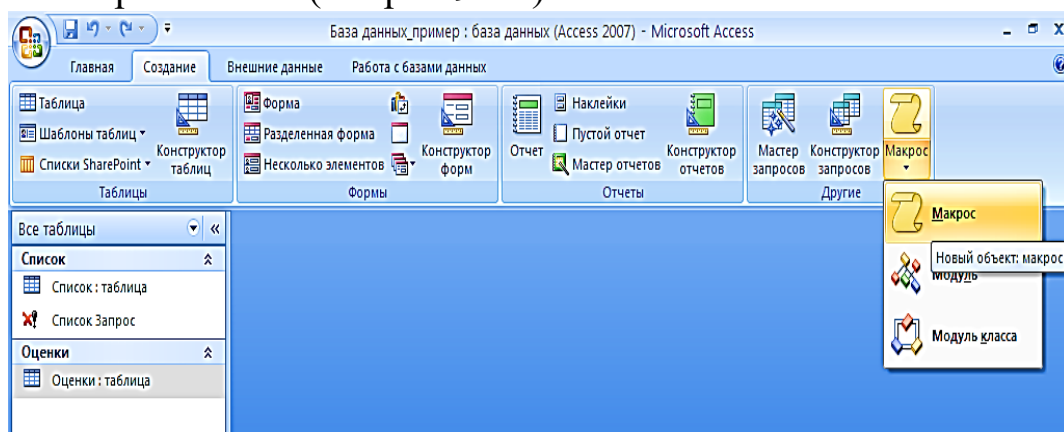 База данных_пример : база данных (Access 2007) - Microsoft Access
Главная Создание Внешние данные Работа с базами данных
Таблица
Шаблоны таблиц
Списки SharePoint
Конструктор таблиц
Таблицы
Форма
Разделенная форма
Несколько элементов
Конструктор форм
Формы
Отчет
Наклейки
Пустой отчет
Мастер отчетов
Конструктор отчетов
Отчеты
Мастер запросов
Конструктор запросов
Макрос
Другие
Макрос
Новый объект: макрос
Модуль
Модуль класса
Все таблицы
Список
Список : таблица
Список Запрос
Оценки
Оценки : таблица